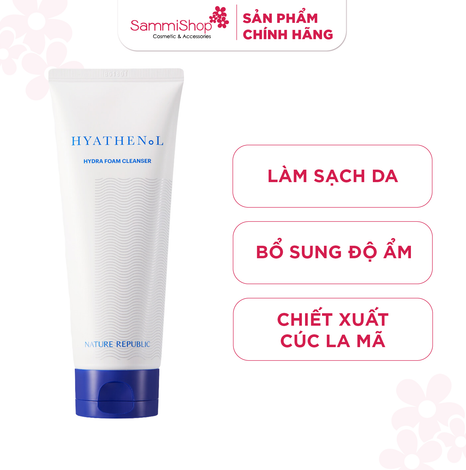 SammiShop
Cosmetic & Accessories
SẢN PHẨM
CHÍNH HÃNG
HYATHENoL
HYDRA FOAM CLEANSER
NATURE REPUBLIC
LÀM SẠCH DA
BỔ SUNG ĐỘ ẨM
CHIẾT XUẤT
CÚC LA MÃ